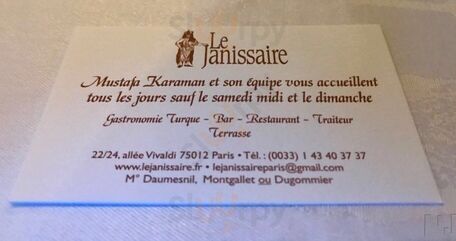 Le
Janissaire
Mustafa Karaman et son équipe vous accueillent
tous les jours sauf le samedi midi et le dimanche
Gastronomie Turque - Bar - Restaurant - Traiteur
Terrasse
22/24, allée Vivaldi 75012 Paris • Tél. : (0033) 1 43 40 37 37
www.lejanissaire.fr • lejanissaireparis@gmail.com
M° Daumesnil, Montgallet ou Dugommier